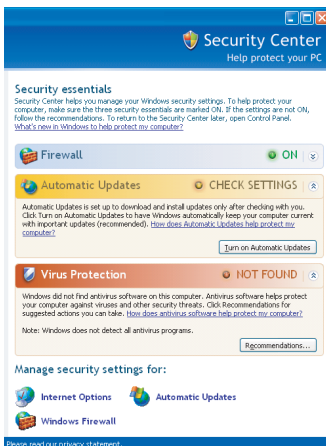 Security Center
Help protect your PC
Security essentials
Security Center helps you manage your Windows security settings. To help protect your
computer, make sure the three security essentials are marked ON. If the settings are not ON,
follow the recommendations. To return to the Security Center later, open Control Panel.
What's new in Windows to help protect my computer?
Firewall ON
Automatic Updates CHECK SETTINGS
Automatic Updates is set up to download and install updates only after checking with you.
Click Turn on Automatic Updates to have Windows automatically keep your computer current
with important updates (recommended). How does Automatic Updates help protect my
computer?
Turn on Automatic Updates
Virus Protection NOT FOUND
Windows did not find antivirus software on this computer. Antivirus software helps protect
your computer against viruses and other security threats. Click Recommendations for
suggested actions you can take. How does antivirus software help protect my computer?
Note: Windows does not detect all antivirus programs.
Recommendations...
Manage security settings for:
Internet Options Automatic Updates
Windows Firewall
Please read our privacy statement.